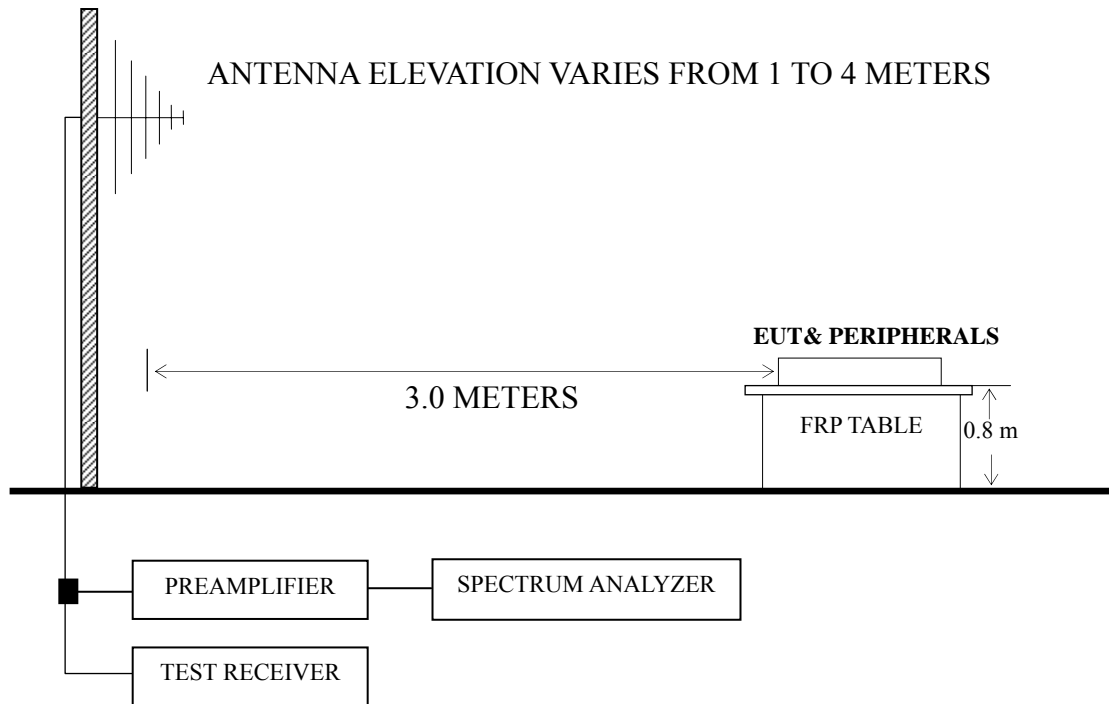 ANTENNA ELEVATION VARIES FROM 1 TO 4 METERS
EUT& PERIPHERALS
3.0 METERS
FRP TABLE
0.8 m
PREAMPLIFIER
SPECTRUM ANALYZER
TEST RECEIVER